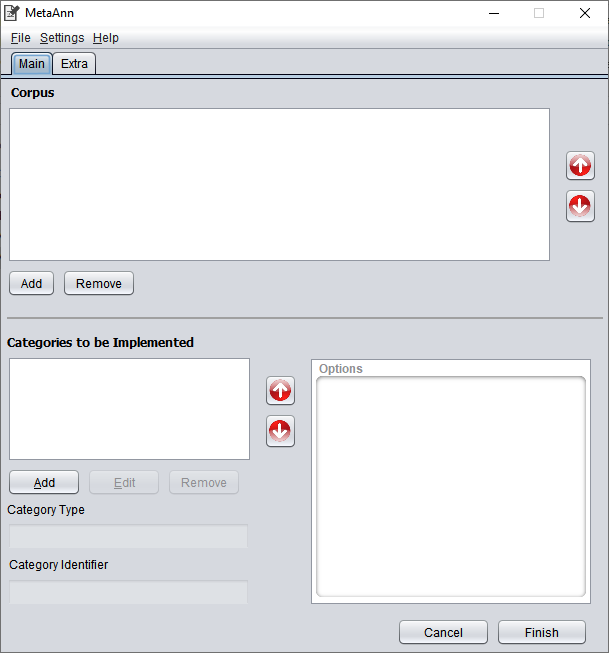 MetaAnn
File Settings Help
Main Extra
Corpus
Add Remove
Categories to be Implemented
Options
Add Edit Remove
Category Type
Category Identifier
Cancel Finish